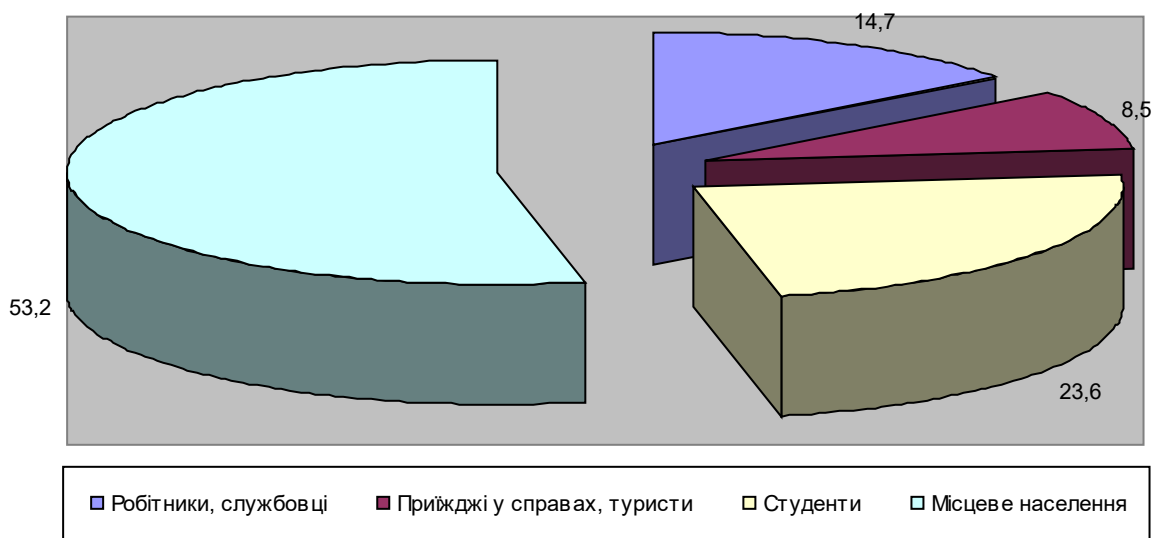 14,7
8,5
53,2
23,6
Робітники, службовці
Приїжджі у справах, туристи
Студенти
Місцеве населення